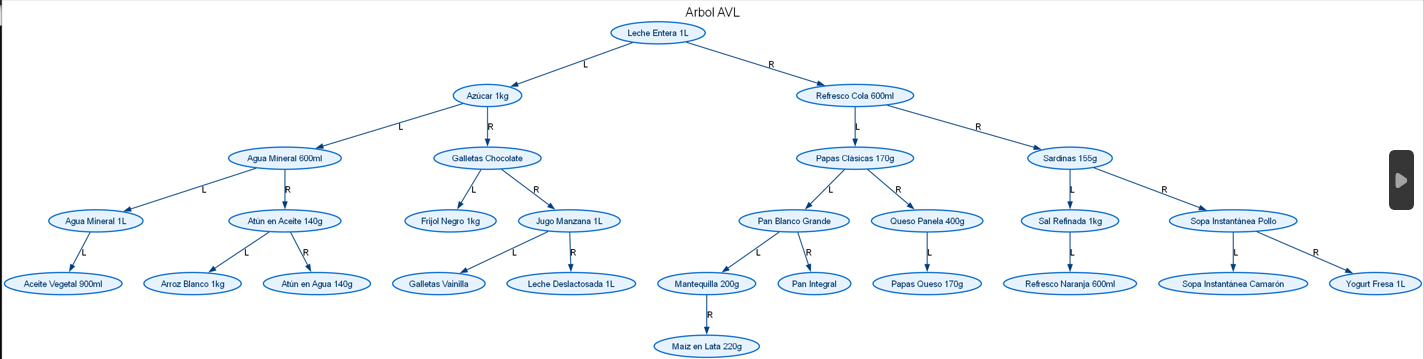 Arbol AVL
Leche Entera 1L
L
R
Azúcar 1kg
Refresco Cola 600ml
L
R
L
R
Agua Mineral 600ml
Galletas Chocolate
Papas Clásicas 170g
Sardinas 155g
L
R
L
R
L
R
L
R
Agua Mineral 1L
Atún en Aceite 140g
Frijol Negro 1kg
Jugo Manzana 1L
Pan Blanco Grande
Queso Panela 400g
Sal Refinada 1kg
Sopa Instantánea Pollo
L
L
R
L
R
L
R
L
L
L
R
Aceite Vegetal 900ml
Arroz Blanco 1kg
Atún en Agua 140g
Galletas Vainilla
Leche Deslactosada 1L
Mantequilla 200g
Pan Integral
Papas Queso 170g
Refresco Naranja 600ml
Sopa Instantánea Camarón
Yogurt Fresa 1L
R
Maíz en Lata 220g